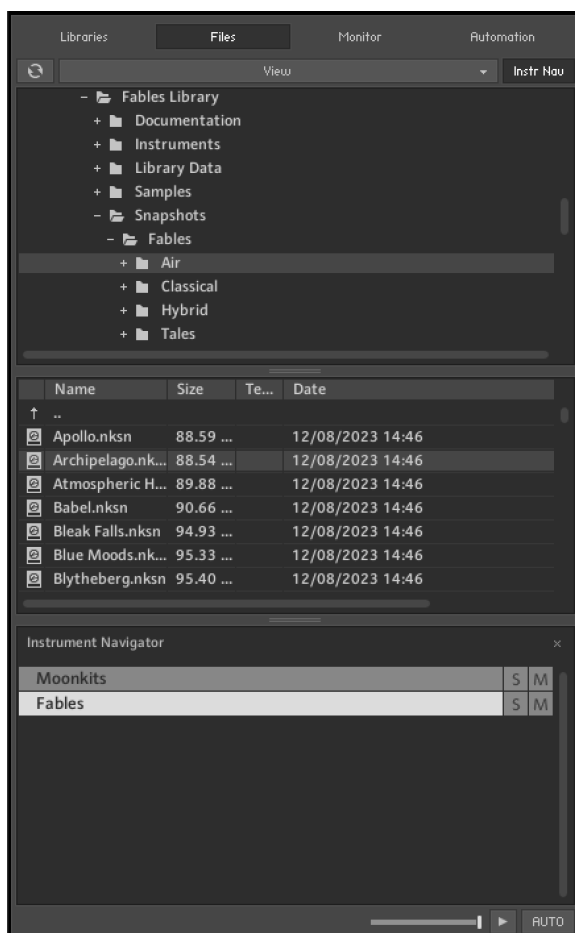 Libraries Files Monitor Automation
View Instr Nav
- Fables Library
+ Documentation
+ Instruments
+ Library Data
+ Samples
- Snapshots
- Fables
+ Air
+ Classical
+ Hybrid
+ Tales
Name Size Te... Date
↑ ..
Apollo.nksn 88.59 ... 12/08/2023 14:46
Archipelago.nk... 88.54 ... 12/08/2023 14:46
Atmospheric H... 89.88 ... 12/08/2023 14:46
Babel.nksn 90.66 ... 12/08/2023 14:46
Bleak Falls.nksn 94.93 ... 12/08/2023 14:46
Blue Moods.nk... 95.33 ... 12/08/2023 14:46
Blytheberg.nksn 95.40 ... 12/08/2023 14:46
Instrument Navigator ×
Moonkits S M
Fables S M
AUTO